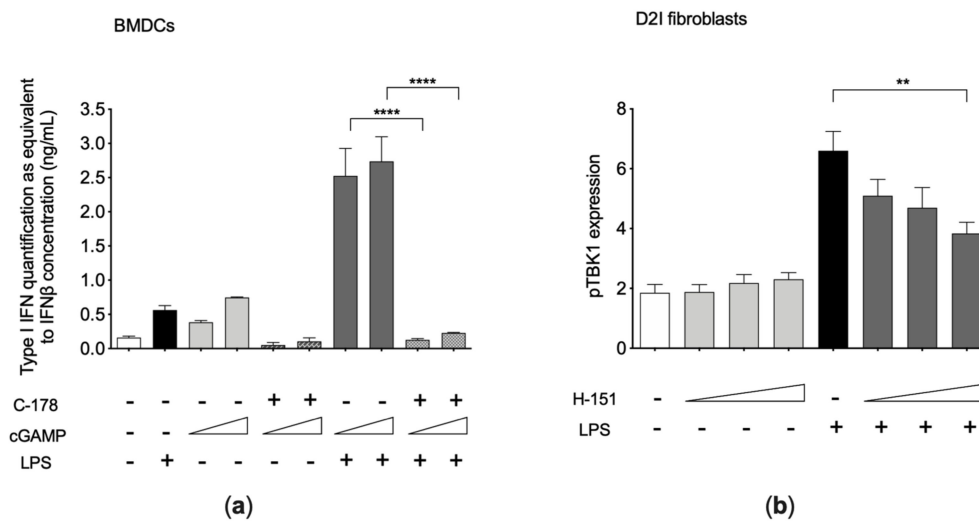 BMDCs
Type I IFN quantification as equivalent
to IFNβ concentration (ng/mL)
3.5
3.0
2.5
2.0
1.5
1.0
0.5
0.0
****
****
C-178 - - - - + + - - + +
cGAMP - -
LPS - + - - - - + + + +
(a)
D2I fibroblasts
pTBK1 expression
8
6
4
2
0
**
H-151 - -
LPS - - - - + + + +
(b)